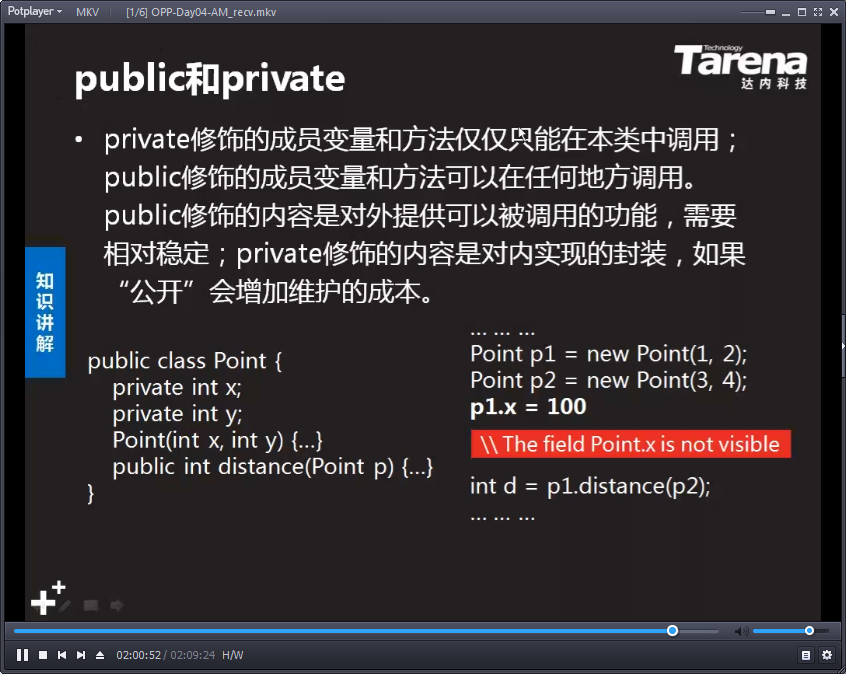 Potplayer MKV [1/6] OPP-Day04-AM_recv.mkv
Technology
Tarena
达内科技
public和private
• private修饰的成员变量和方法仅仅只能在本类中调用；
public修饰的成员变量和方法可以在任何地方调用。
public修饰的内容是对外提供可以被调用的功能，需要
相对稳定；private修饰的内容是对内实现的封装，如果
“公开”会增加维护的成本。
知识讲解
public class Point {
private int x;
private int y;
Point(int x, int y) {...}
public int distance(Point p) {...}
}
... ... ...
Point p1 = new Point(1, 2);
Point p2 = new Point(3, 4);
p1.x = 100
\\ The field Point.x is not visible
int d = p1.distance(p2);
... ... ...
02:00:52 / 02:09:24 H/W